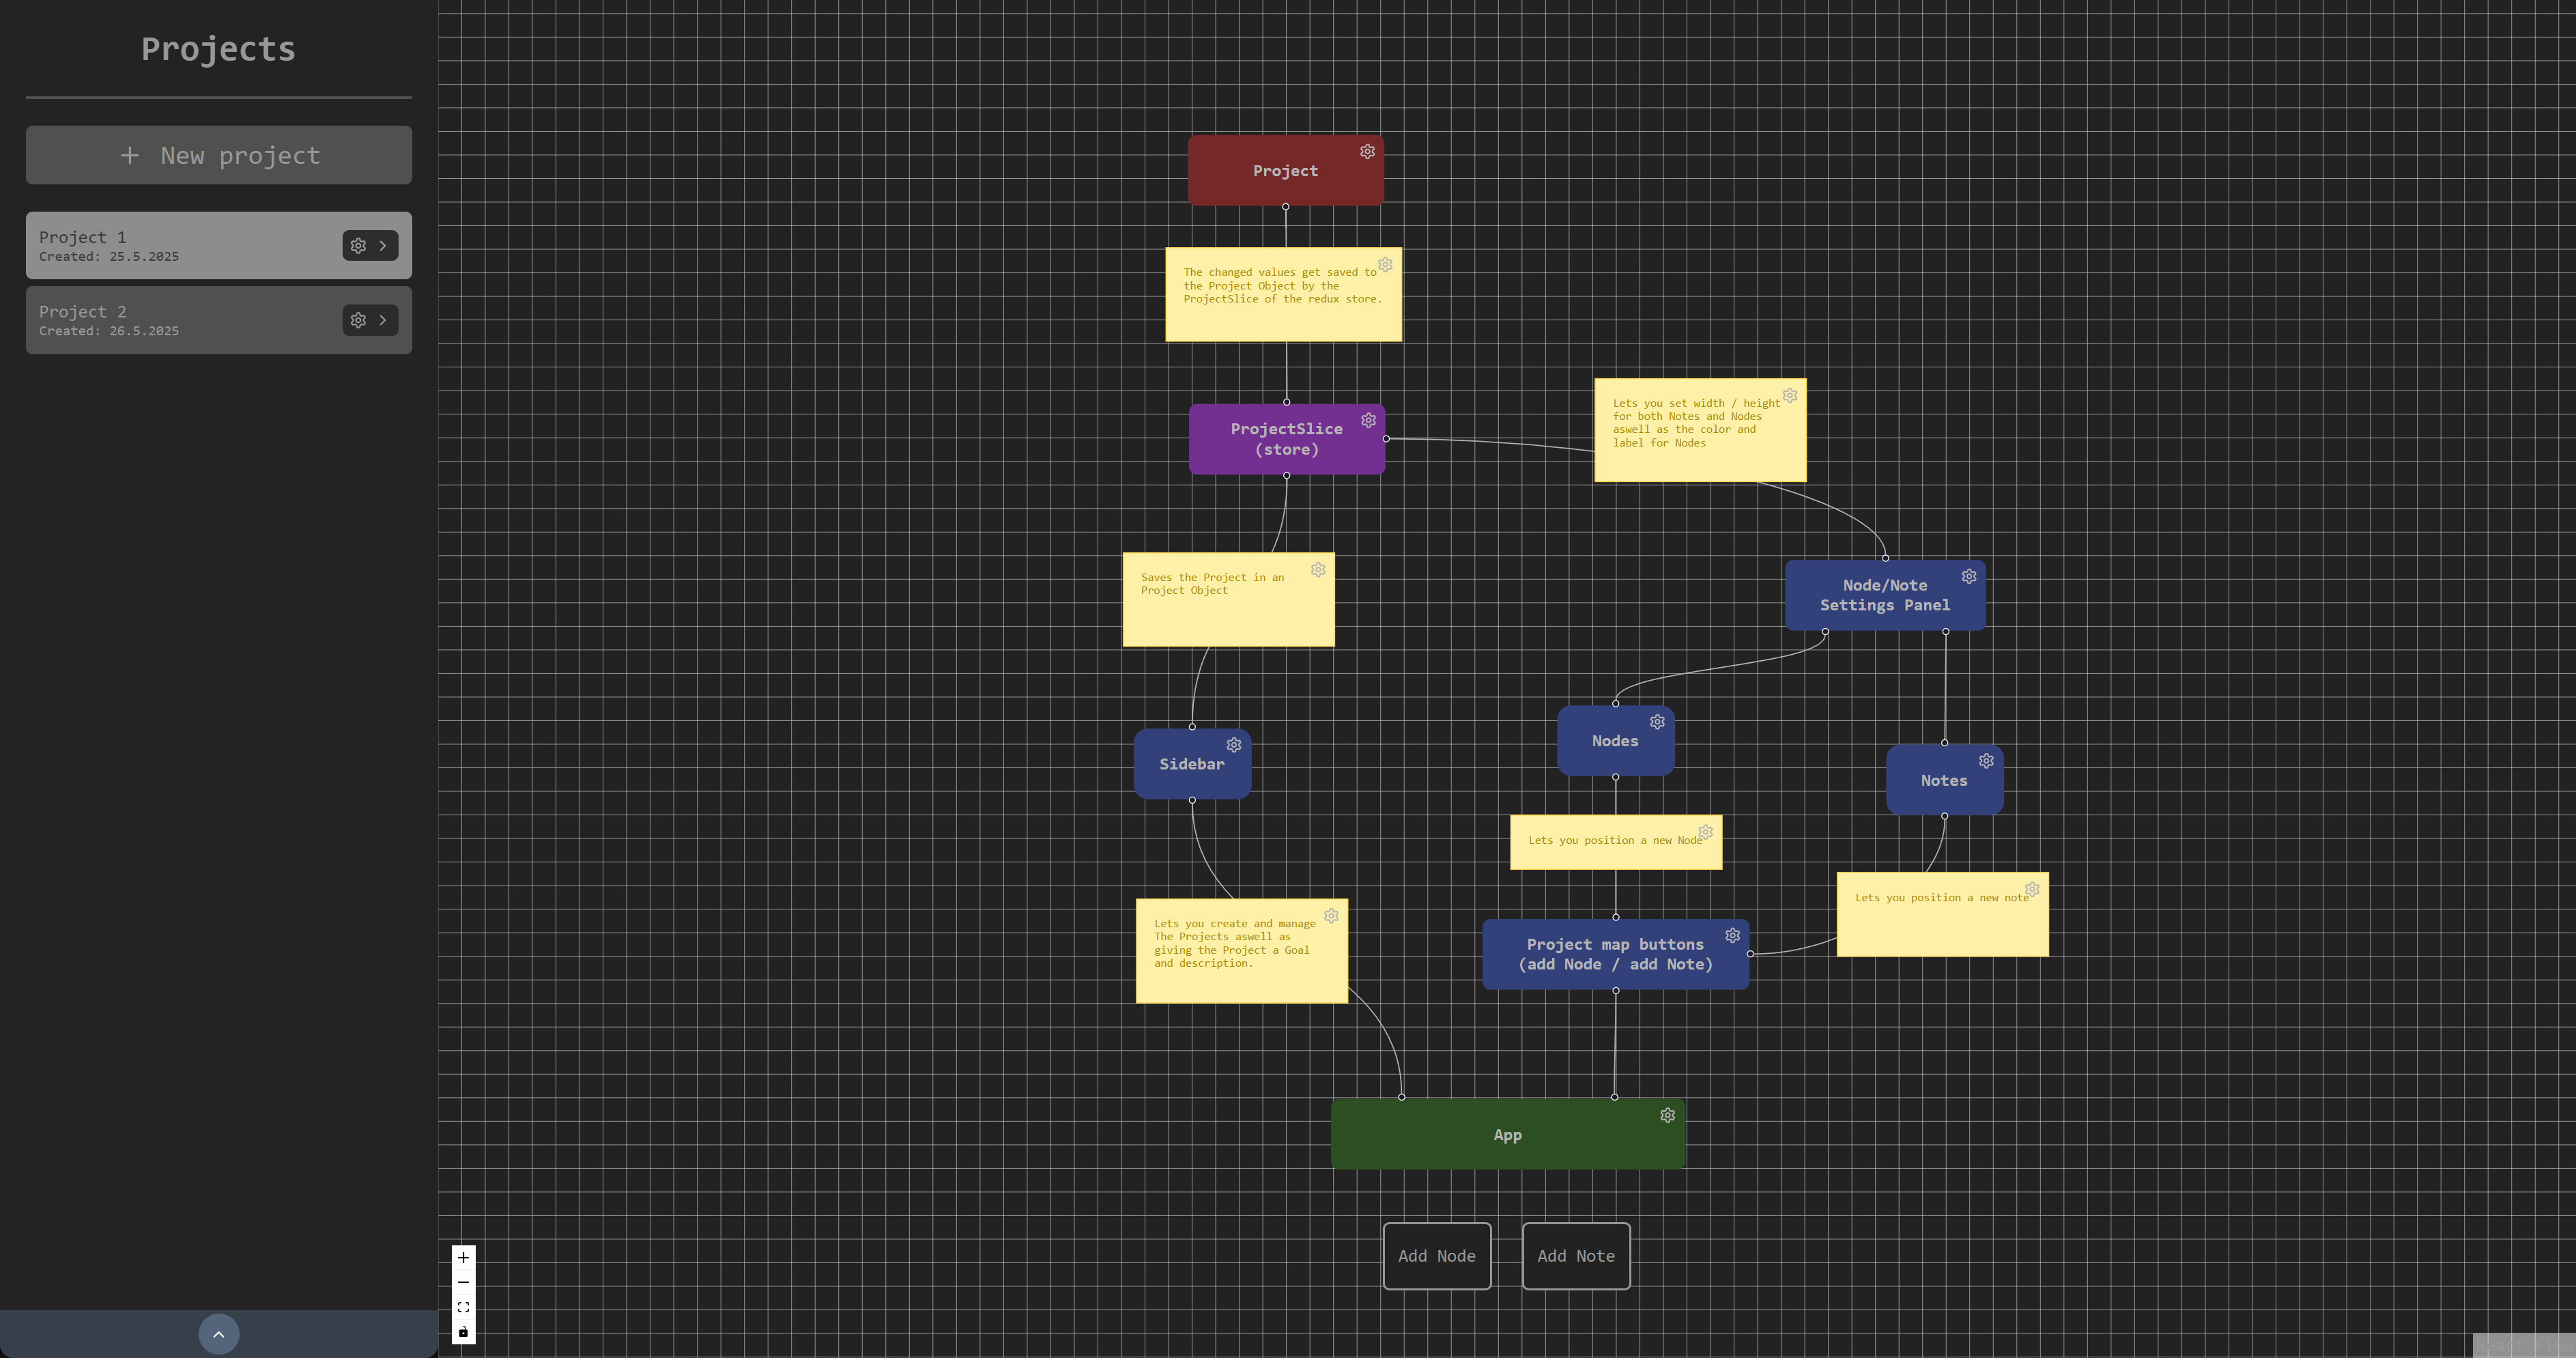 Projects
New project
Project 1
Created: 25.5.2025
Project 2
Created: 26.5.2025
Project
The changed values get saved to
the Project Object by the
ProjectSlice of the redux store.
ProjectSlice
(store)
Lets you set width / height
for both Notes and Nodes
aswell as the color and
label for Nodes
Saves the Project in an
Project Object
Node/Note
Settings Panel
Sidebar
Nodes
Notes
Lets you position a new Node
Lets you position a new note
Lets you create and manage
The Projects aswell as
giving the Project a Goal
and description.
Project map buttons
(add Node / add Note)
App
Add Node
Add Note